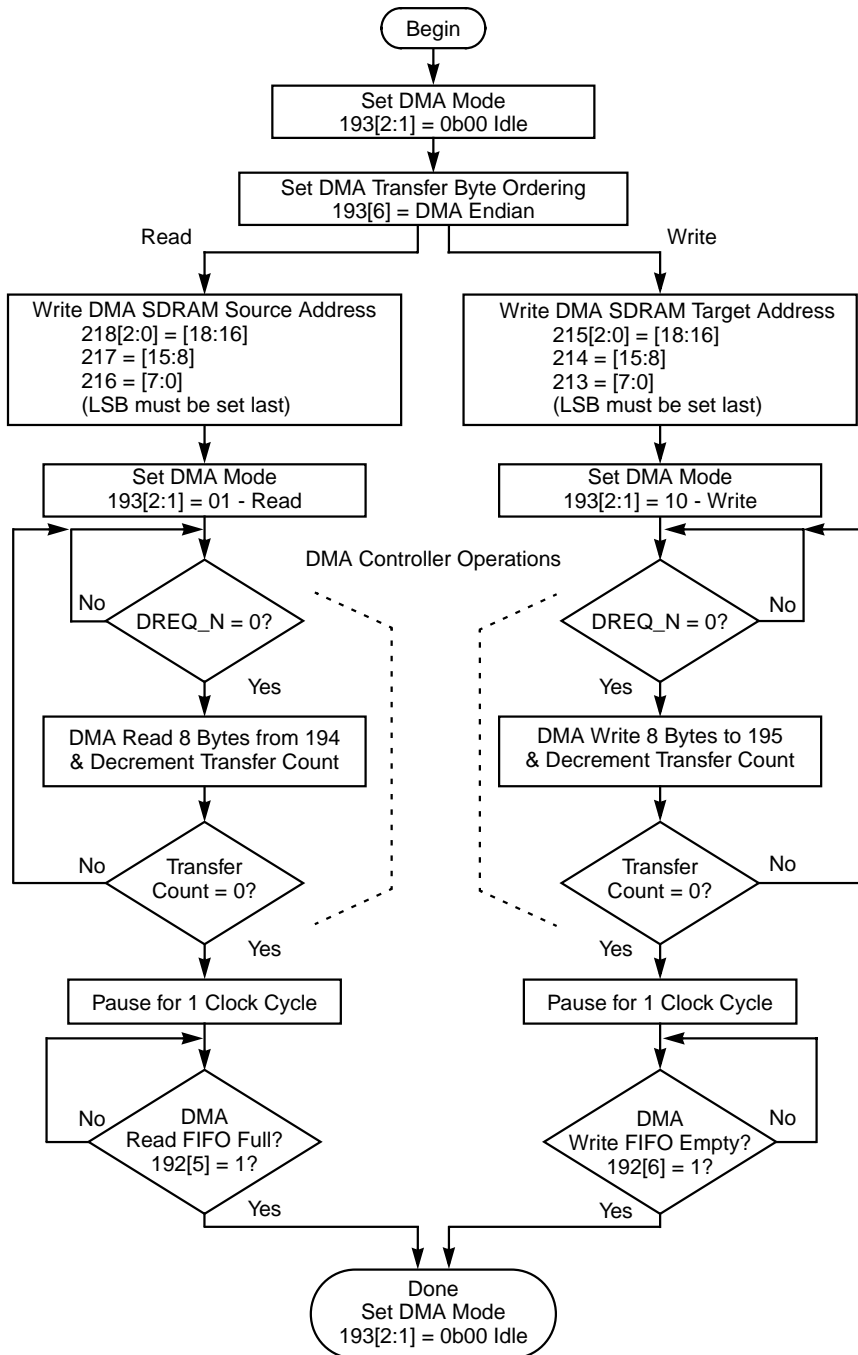 Begin
Set DMA Mode
193[2:1] = 0b00 Idle
Set DMA Transfer Byte Ordering
193[6] = DMA Endian
Read
Write
Write DMA SDRAM Source Address
218[2:0] = [18:16]
217 = [15:8]
216 = [7:0]
(LSB must be set last)
Write DMA SDRAM Target Address
215[2:0] = [18:16]
214 = [15:8]
213 = [7:0]
(LSB must be set last)
Set DMA Mode
193[2:1] = 01 - Read
Set DMA Mode
193[2:1] = 10 - Write
DMA Controller Operations
No
DREQ_N = 0?
Yes
DREQ_N = 0?
No
Yes
DMA Read 8 Bytes from 194
& Decrement Transfer Count
DMA Write 8 Bytes to 195
& Decrement Transfer Count
No
Transfer
Count = 0?
Yes
Transfer
Count = 0?
No
Yes
Pause for 1 Clock Cycle
Pause for 1 Clock Cycle
No
DMA
Read FIFO Full?
192[5] = 1?
Yes
DMA
Write FIFO Empty?
192[6] = 1?
No
Yes
Done
Set DMA Mode
193[2:1] = 0b00 Idle